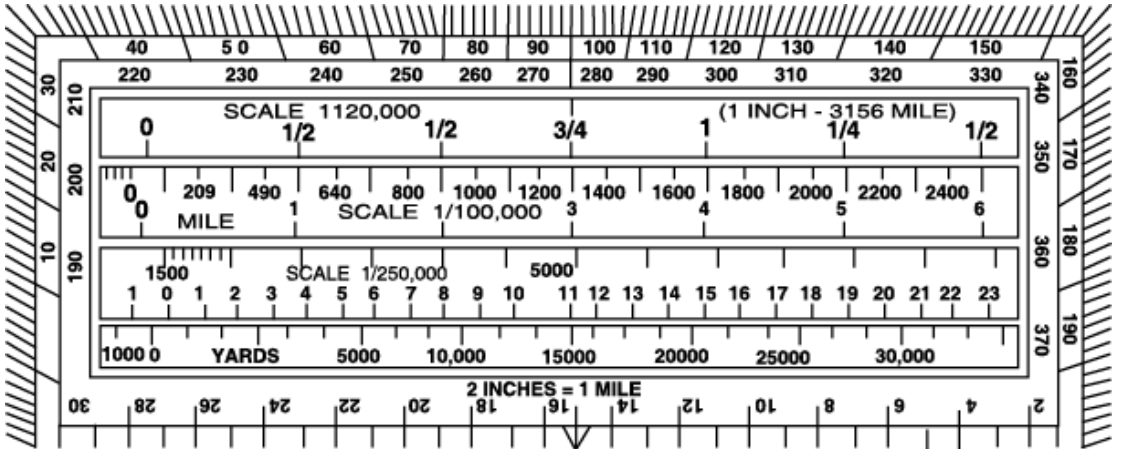 40 5 0 60 70 80 90 100 110 120 130 140 150
220 230 240 250 260 270 280 290 300 310 320 330
30 20 10
210 200 190
340 350 360 370
160 170 180 190
SCALE 1120,000 (1 INCH - 3156 MILE)
0 1/2 1/2 3/4 1 1/4 1/2
0 209 490 640 800 1000 1200 1400 1600 1800 2000 2200 2400
0 MILE 1 SCALE 1/100,000 3 4 5 6
1500 SCALE 1/250,000 5000
1 0 1 2 3 4 5 6 7 8 9 10 11 12 13 14 15 16 17 18 19 20 21 22 23
1000 0 YARDS 5000 10,000 15000 20000 25000 30,000
2 INCHES = 1 MILE
30 28 26 24 22 20 18 16 14 12 10 8 6 4 2